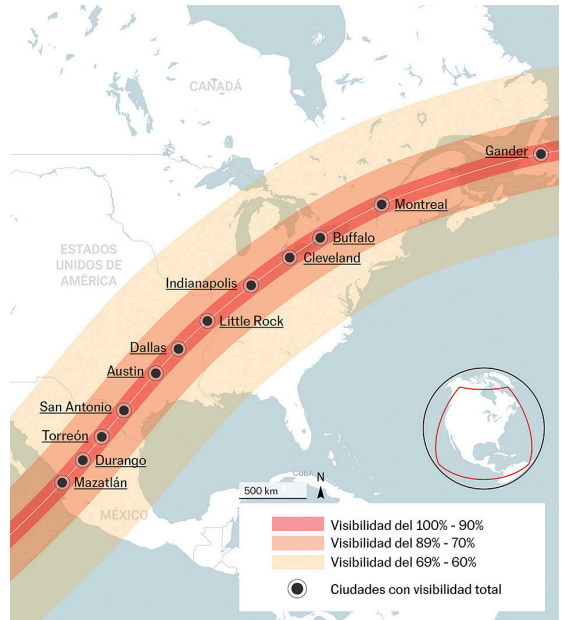 CANADÁ
Gander
Montreal
Buffalo
Cleveland
ESTADOS
UNIDOS DE
AMÉRICA
Indianapolis
Little Rock
Dallas
Austin
San Antonio
Torreón
Durango
Mazatlán
CUBA
500 km
N
MÉXICO
Visibilidad del 100% - 90%
Visibilidad del 89% - 70%
Visibilidad del 69% - 60%
Ciudades con visibilidad total